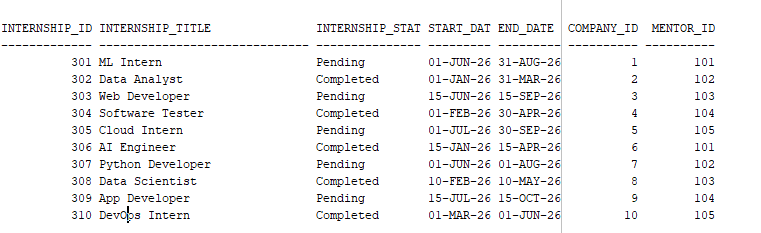 INTERNSHIP_ID INTERNSHIP_TITLE               INTERNSHIP_STAT START_DAT END_DATE  COMPANY_ID  MENTOR_ID
------------- ------------------------------ --------------- --------- --------- ---------- ----------
          301 ML Intern                      Pending         01-JUN-26 31-AUG-26          1        101
          302 Data Analyst                   Completed       01-JAN-26 31-MAR-26          2        102
          303 Web Developer                  Pending         15-JUN-26 15-SEP-26          3        103
          304 Software Tester                Completed       01-FEB-26 30-APR-26          4        104
          305 Cloud Intern                   Pending         01-JUL-26 30-SEP-26          5        105
          306 AI Engineer                    Completed       15-JAN-26 15-APR-26          6        101
          307 Python Developer               Pending         01-JUN-26 01-AUG-26          7        102
          308 Data Scientist                 Completed       10-FEB-26 10-MAY-26          8        103
          309 App Developer                  Pending         15-JUL-26 15-OCT-26          9        104
          310 DevOps Intern                  Completed       01-MAR-26 01-JUN-26         10        105